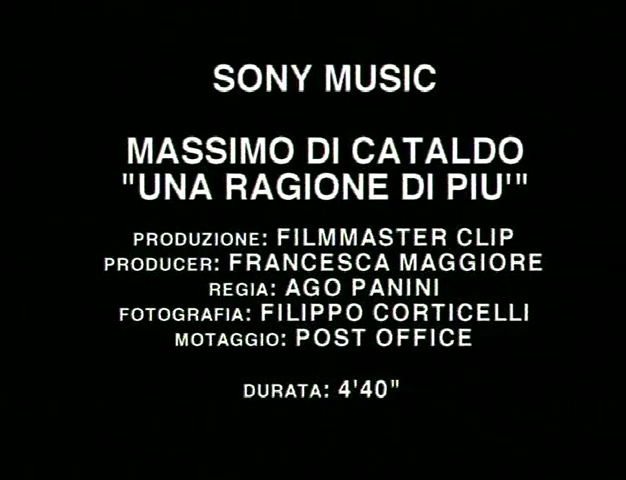 SONY MUSIC
MASSIMO DI CATALDO
"UNA RAGIONE DI PIU'"
PRODUZIONE: FILMMASTER CLIP
PRODUCER: FRANCESCA MAGGIORE
REGIA: AGO PANINI
FOTOGRAFIA: FILIPPO CORTICELLI
MOTAGGIO: POST OFFICE
DURATA: 4'40"